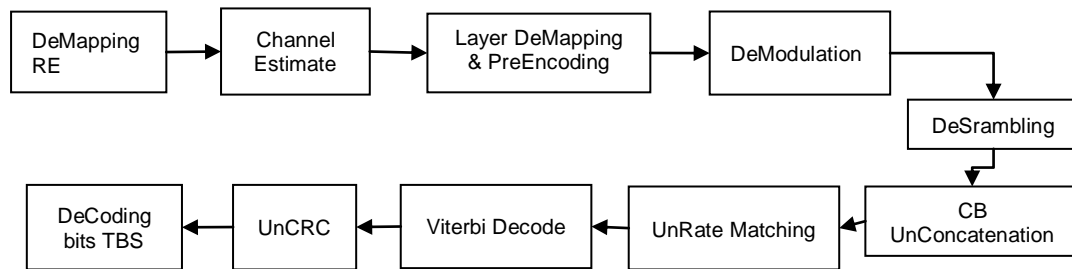 DeMapping
RE
Channel
Estimate
Layer DeMapping
& PreEncoding
DeModulation
DeSrambling
CB
UnConcatenation
UnRate Matching
Viterbi Decode
UnCRC
DeCoding
bits TBS